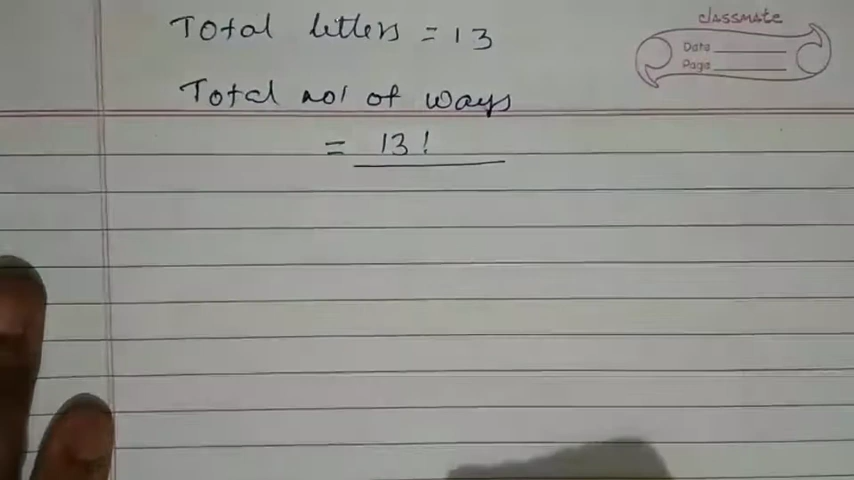 classmate
Date
Page
Total letters = 13
Total no! of ways
= 13!